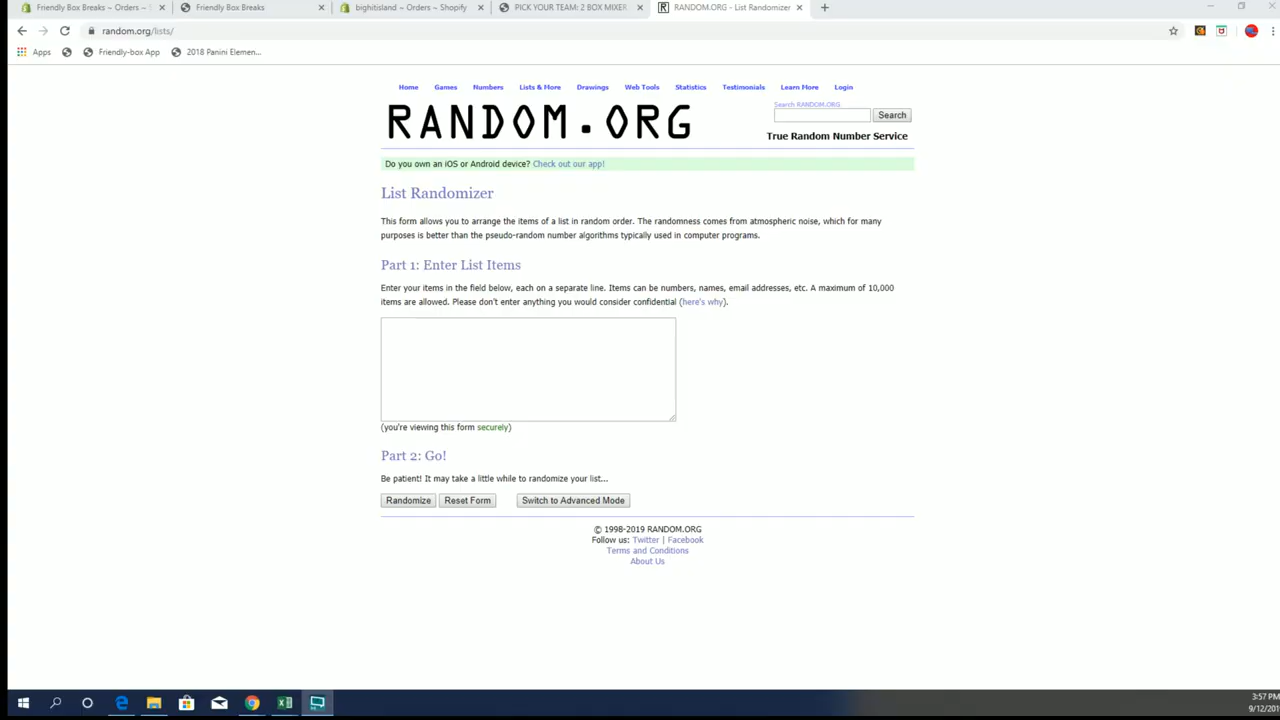 Friendly Box Breaks ~ Orders ~ S
Friendly Box Breaks
bighitisland ~ Orders ~ Shopify
PICK YOUR TEAM: 2 BOX MIXER
RANDOM.ORG - List Randomizer
random.org/lists/
Apps
Friendly-box App
2018 Panini Elemen...
Home Games Numbers Lists & More Drawings Web Tools Statistics Testimonials Learn More Login
RANDOM.ORG
Search RANDOM.ORG
Search
True Random Number Service
Do you own an iOS or Android device? Check out our app!
List Randomizer
This form allows you to arrange the items of a list in random order. The randomness comes from atmospheric noise, which for many
purposes is better than the pseudo-random number algorithms typically used in computer programs.
Part 1: Enter List Items
Enter your items in the field below, each on a separate line. Items can be numbers, names, email addresses, etc. A maximum of 10,000
items are allowed. Please don't enter anything you would consider confidential (here's why).
(you're viewing this form securely)
Part 2: Go!
Be patient! It may take a little while to randomize your list...
Randomize Reset Form Switch to Advanced Mode
© 1998-2019 RANDOM.ORG
Follow us: Twitter | Facebook
Terms and Conditions
About Us
3:57 PM
9/12/201